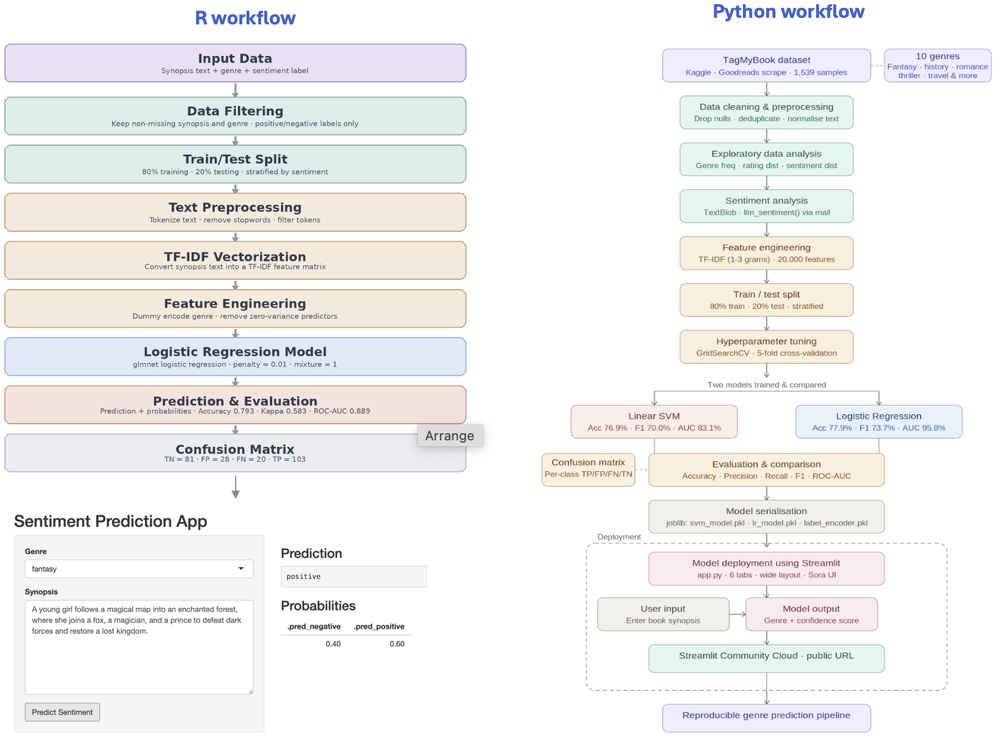 R workflow
Input Data
Synopsis text + genre + sentiment label
Data Filtering
Keep non-missing synopsis and genre · positive/negative labels only
Train/Test Split
80% training · 20% testing · stratified by sentiment
Text Preprocessing
Tokenize text · remove stopwords · filter tokens
TF-IDF Vectorization
Convert synopsis text into a TF-IDF feature matrix
Feature Engineering
Dummy encode genre · remove zero-variance predictors
Logistic Regression Model
glmnet logistic regression · penalty = 0.01 · mixture = 1
Prediction & Evaluation
Prediction + probabilities · Accuracy 0.793 · Kappa 0.583 · ROC-AUC 0.889
Arrange
Confusion Matrix
TN = 81 · FP = 28 · FN = 20 · TP = 103
Sentiment Prediction App
Genre
fantasy
Synopsis
A young girl follows a magical map into an enchanted forest,
where she joins a fox, a magician, and a prince to defeat dark
forces and restore a lost kingdom.
Predict Sentiment
Prediction
positive
Probabilities
.pred_negative .pred_positive
0.40 0.60
Python workflow
TagMyBook dataset
Kaggle · Goodreads scrape · 1,539 samples
10 genres
Fantasy · history · romance
thriller · travel & more
Data cleaning & preprocessing
Drop nulls · deduplicate · normalise text
Exploratory data analysis
Genre freq · rating dist · sentiment dist
Sentiment analysis
TextBlob · llm_sentiment() via mall
Feature engineering
TF-IDF (1-3 grams) · 20,000 features
Train / test split
80% train · 20% test · stratified
Hyperparameter tuning
GridSearchCV · 5-fold cross-validation
Two models trained & compared
Linear SVM
Acc 76.9% · F1 70.0% · AUC 83.1%
Logistic Regression
Acc 77.9% · F1 73.7% · AUC 95.8%
Confusion matrix
Per-class TP/FP/FN/TN
Evaluation & comparison
Accuracy · Precision · Recall · F1 · ROC-AUC
Model serialisation
joblib: svm_model.pkl · lr_model.pkl · label_encoder.pkl
Deployment
Model deployment using Streamlit
app.py · 6 tabs · wide layout · Sora UI
User input
Enter book synopsis
Model output
Genre + confidence score
Streamlit Community Cloud · public URL
Reproducible genre prediction pipeline